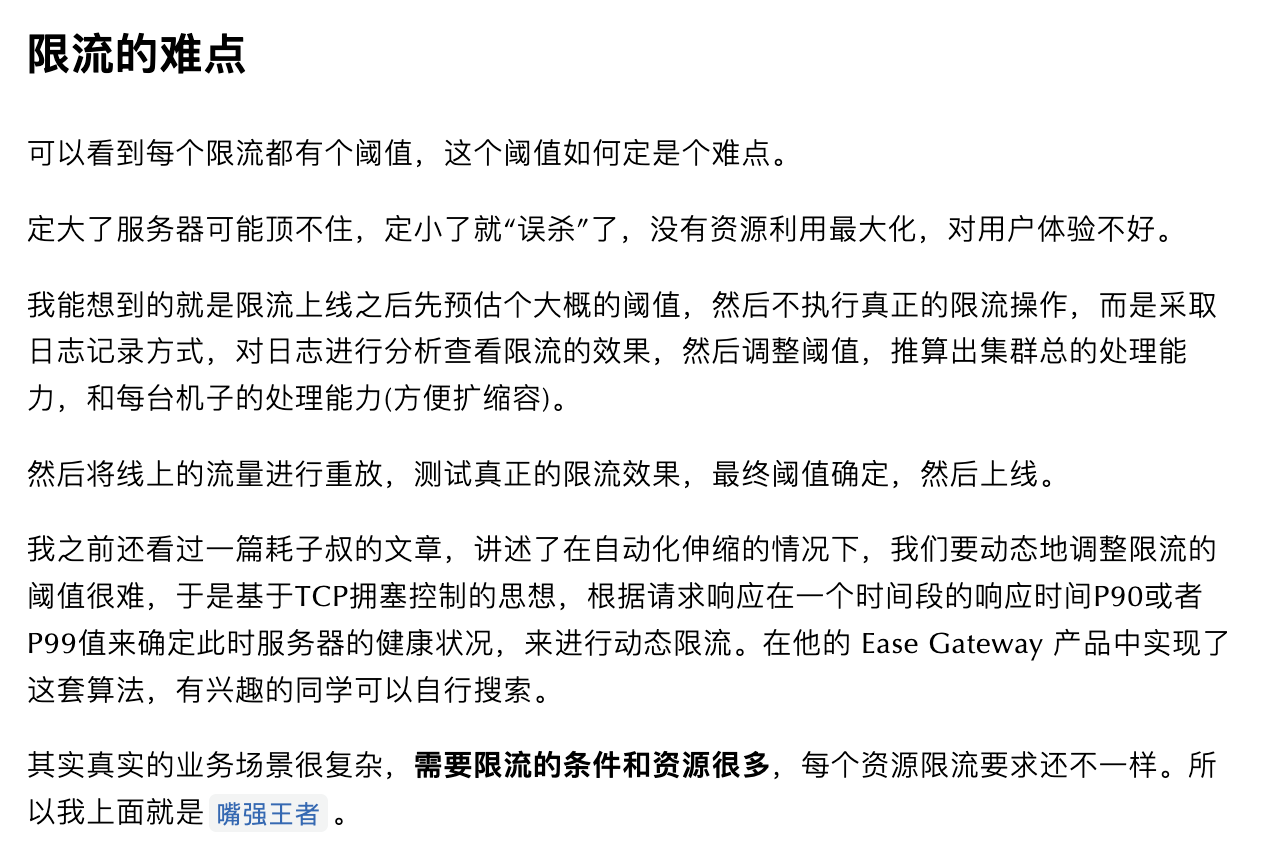 限流的难点
可以看到每个限流都有个阈值，这个阈值如何定是个难点。
定大了服务器可能顶不住，定小了就“误杀”了，没有资源利用最大化，对用户体验不好。
我能想到的就是限流上线之后先预估个大概的阈值，然后不执行真正的限流操作，而是采取
日志记录方式，对日志进行分析查看限流的效果，然后调整阈值，推算出集群总的处理能
力，和每台机子的处理能力(方便扩缩容)。
然后将线上的流量进行重放，测试真正的限流效果，最终阈值确定，然后上线。
我之前还看过一篇耗子叔的文章，讲述了在自动化伸缩的情况下，我们要动态地调整限流的
阈值很难，于是基于TCP拥塞控制的思想，根据请求响应在一个时间段的响应时间P90或者
P99值来确定此时服务器的健康状况，来进行动态限流。在他的 Ease Gateway 产品中实现了
这套算法，有兴趣的同学可以自行搜索。
其实真实的业务场景很复杂，需要限流的条件和资源很多，每个资源限流要求还不一样。所
以我上面就是 嘴强王者 。